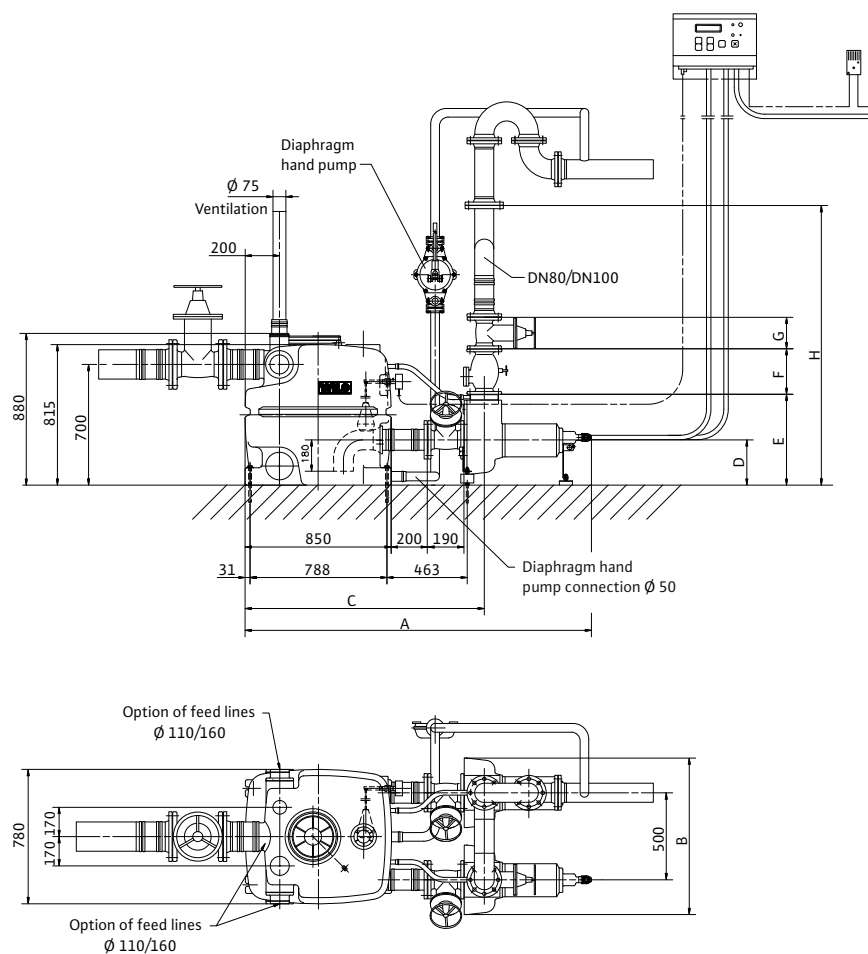 Diaphragm
hand pump
Ø 75
Ventilation
200
DN80/DN100
G
H
F
E
D
880
815
700
180
WILO
850
200
190
31
788
463
Diaphragm hand
pump connection Ø 50
C
A
Option of feed lines
Ø 110/160
780
170
170
500
B
Option of feed lines
Ø 110/160